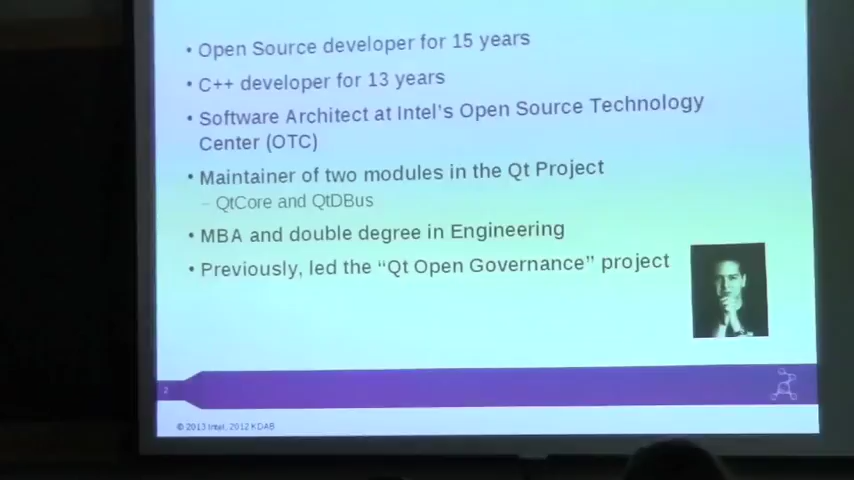 • Open Source developer for 15 years
• C++ developer for 13 years
• Software Architect at Intel's Open Source Technology
Center (OTC)
• Maintainer of two modules in the Qt Project
– QtCore and QtDBus
• MBA and double degree in Engineering
• Previously, led the “Qt Open Governance” project
2
© 2013 Intel, 2012 KDAB